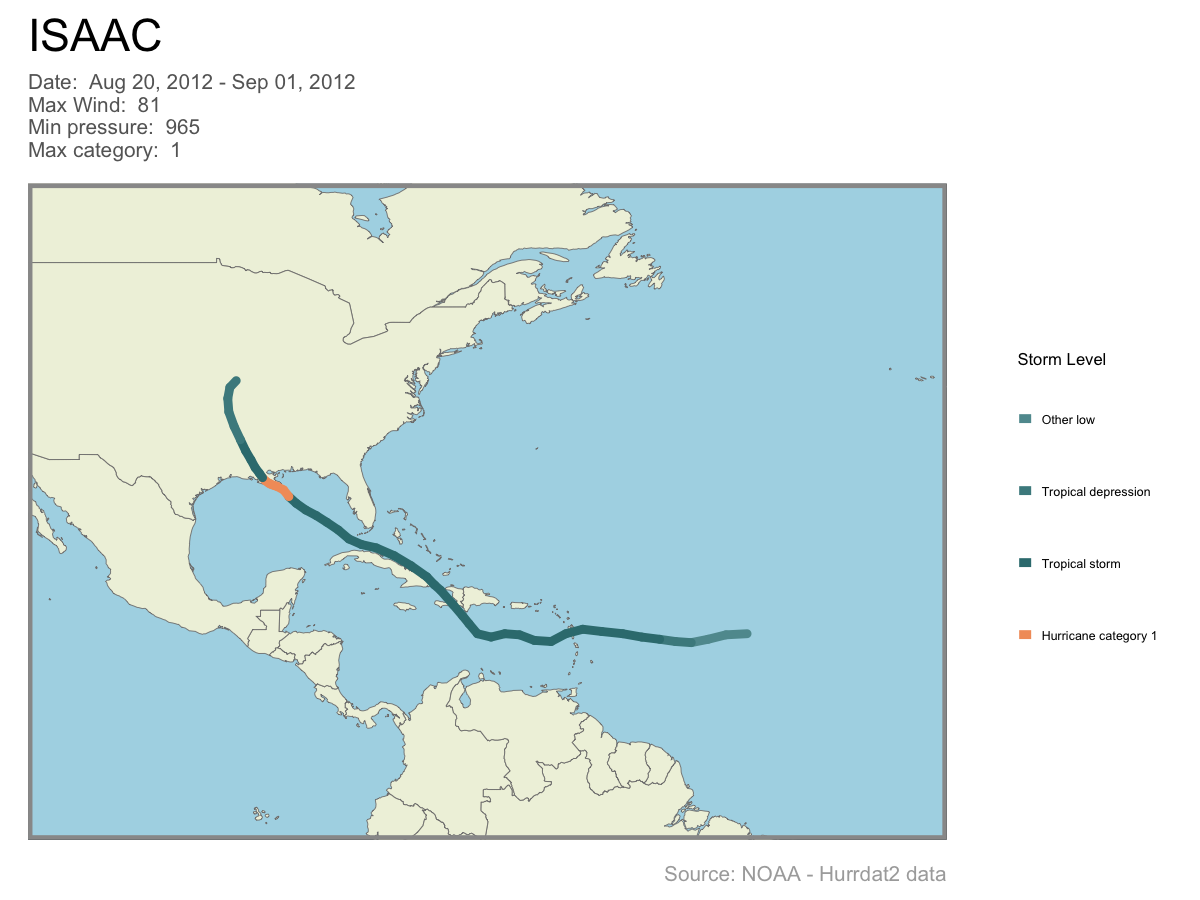 ISAAC
Date:  Aug 20, 2012 - Sep 01, 2012
Max Wind:  81
Min pressure:  965
Max category:  1
Storm Level
Other low
Tropical depression
Tropical storm
Hurricane category 1
Source: NOAA - Hurrdat2 data